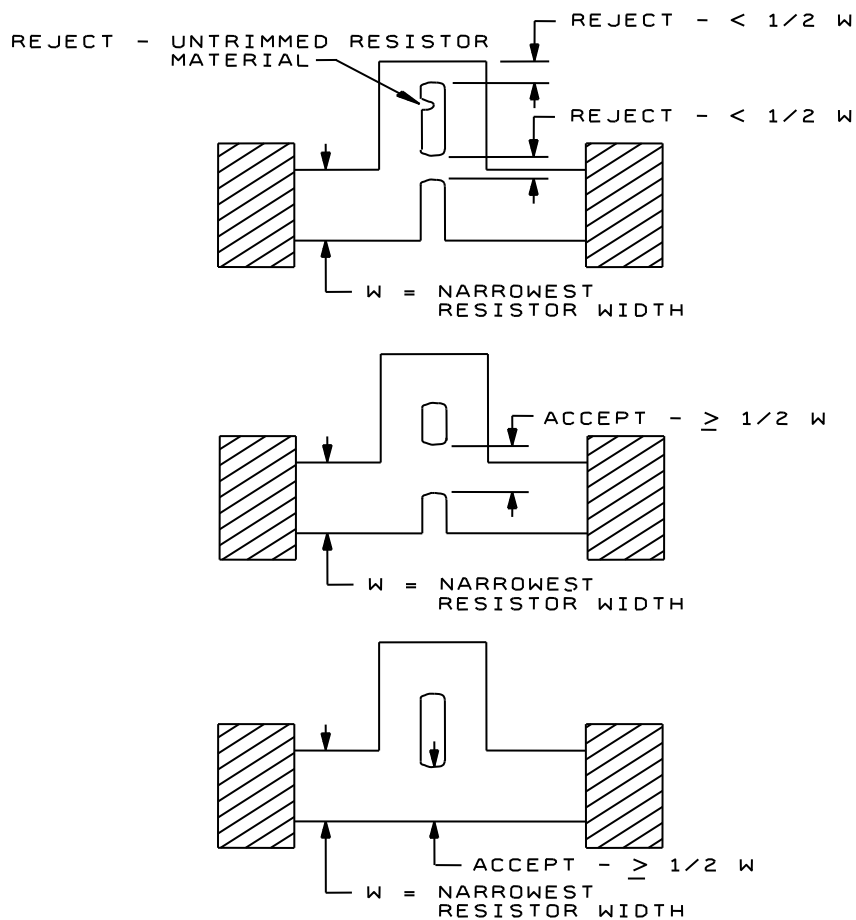 REJECT - < 1/2 W
REJECT - UNTRIMMED RESISTOR
MATERIAL
REJECT - < 1/2 W
W = NARROWEST
RESISTOR WIDTH
ACCEPT - ≥ 1/2 W
W = NARROWEST
RESISTOR WIDTH
ACCEPT - ≥ 1/2 W
W = NARROWEST
RESISTOR WIDTH